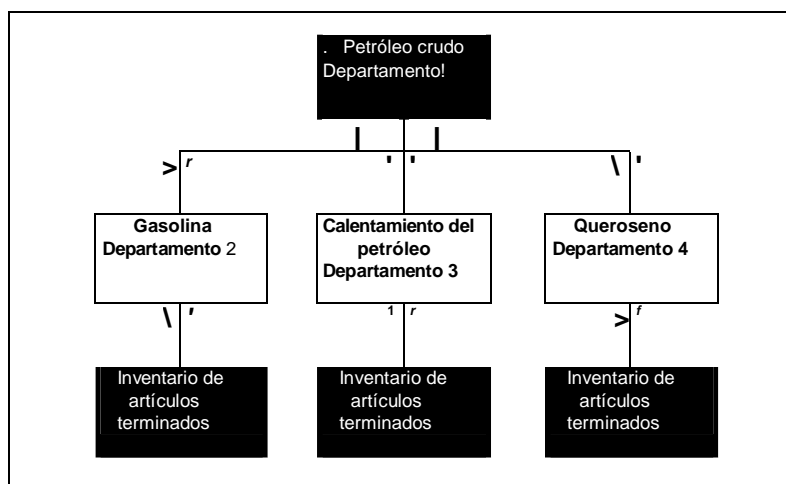 . Petróleo crudo
Departamento!
| |
> r ' ' \ '
Gasolina
Departamento 2
Calentamiento del
petróleo
Departamento 3
Queroseno
Departamento 4
\ ' 1 r > f
Inventario de
artículos
terminados
Inventario de
artículos
terminados
Inventario de
artículos
terminados